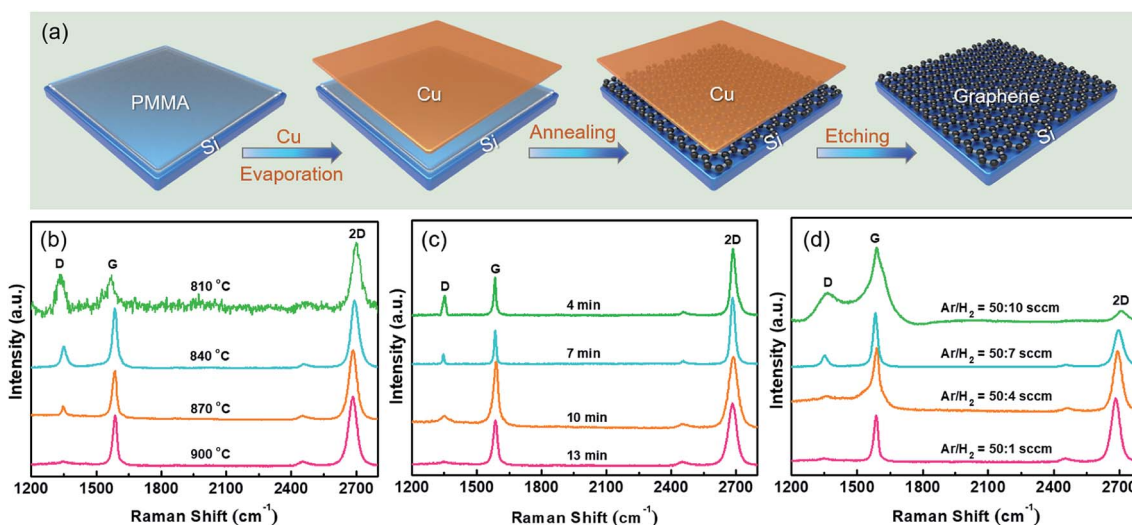 (a)
PMMA
Si
Cu
Evaporation
Cu
Si
Annealing
Cu
Si
Etching
Graphene
Si
(b)
D
G
2D
810 °C
840 °C
870 °C
900 °C
Intensity (a.u.)
1200 1500 1800 2100 2400 2700
Raman Shift (cm⁻¹)
(c)
D
G
2D
4 min
7 min
10 min
13 min
Intensity (a.u.)
1200 1500 1800 2100 2400 2700
Raman Shift (cm⁻¹)
(d)
D
G
2D
Ar/H₂ = 50:10 sccm
Ar/H₂ = 50:7 sccm
Ar/H₂ = 50:4 sccm
Ar/H₂ = 50:1 sccm
Intensity (a.u.)
1200 1500 1800 2100 2400 2700
Raman Shift (cm⁻¹)